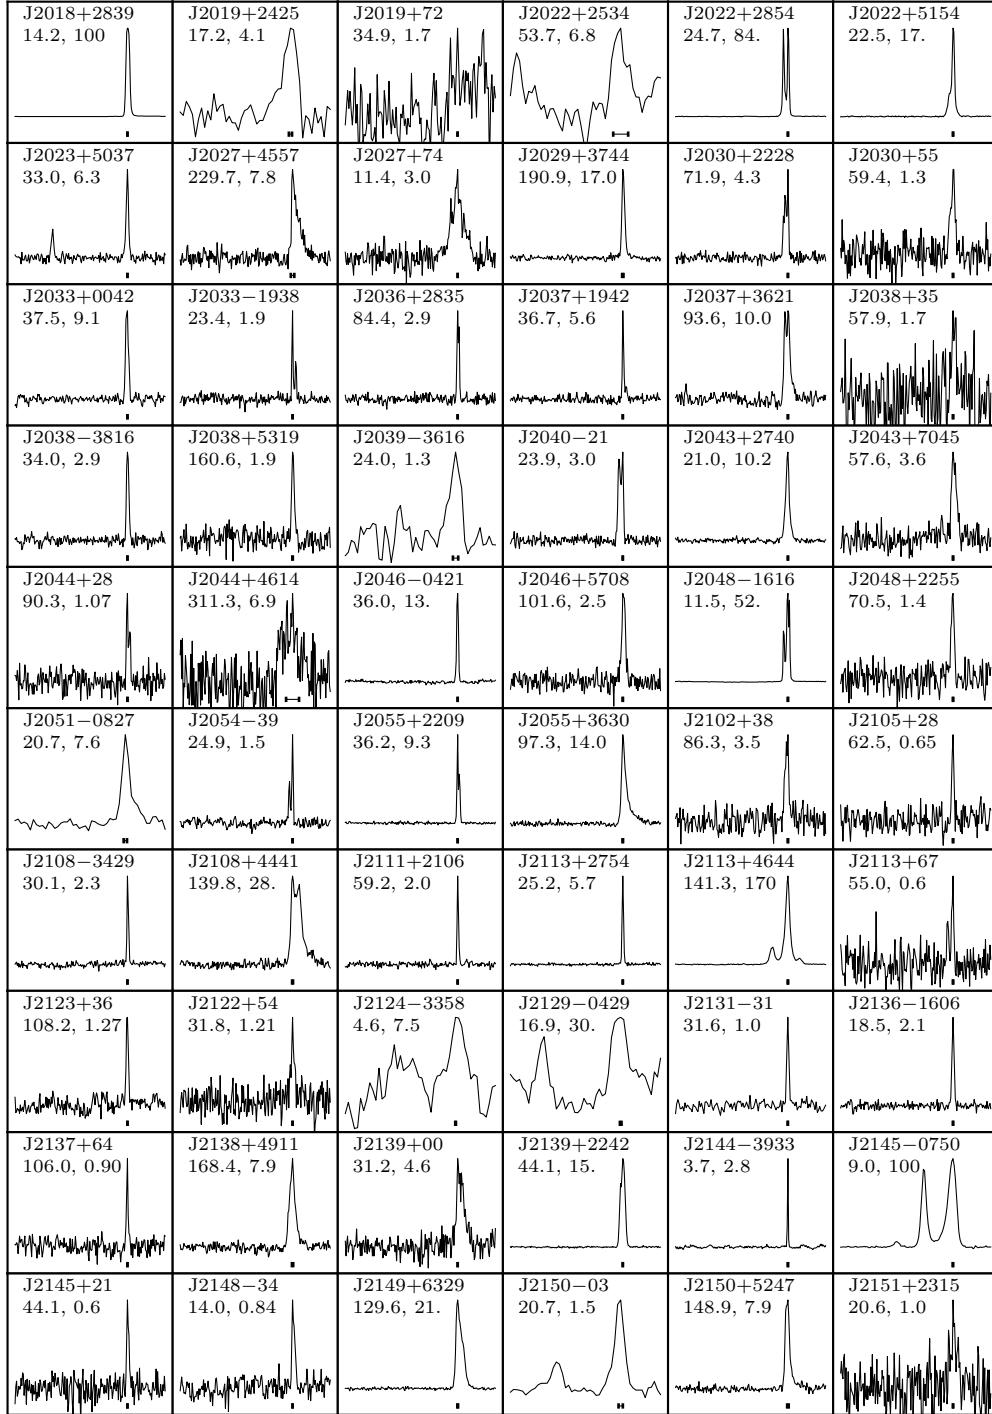 J2018+2839
14.2, 100
J2019+2425
17.2, 4.1
J2019+72
34.9, 1.7
J2022+2534
53.7, 6.8
J2022+2854
24.7, 84.
J2022+5154
22.5, 17.
J2023+5037
33.0, 6.3
J2027+4557
229.7, 7.8
J2027+74
11.4, 3.0
J2029+3744
190.9, 17.0
J2030+2228
71.9, 4.3
J2030+55
59.4, 1.3
J2033+0042
37.5, 9.1
J2033−1938
23.4, 1.9
J2036+2835
84.4, 2.9
J2037+1942
36.7, 5.6
J2037+3621
93.6, 10.0
J2038+35
57.9, 1.7
J2038−3816
34.0, 2.9
J2038+5319
160.6, 1.9
J2039−3616
24.0, 1.3
J2040−21
23.9, 3.0
J2043+2740
21.0, 10.2
J2043+7045
57.6, 3.6
J2044+28
90.3, 1.07
J2044+4614
311.3, 6.9
J2046−0421
36.0, 13.
J2046+5708
101.6, 2.5
J2048−1616
11.5, 52.
J2048+2255
70.5, 1.4
J2051−0827
20.7, 7.6
J2054−39
24.9, 1.5
J2055+2209
36.2, 9.3
J2055+3630
97.3, 14.0
J2102+38
86.3, 3.5
J2105+28
62.5, 0.65
J2108−3429
30.1, 2.3
J2108+4441
139.8, 28.
J2111+2106
59.2, 2.0
J2113+2754
25.2, 5.7
J2113+4644
141.3, 170
J2113+67
55.0, 0.6
J2123+36
108.2, 1.27
J2122+54
31.8, 1.21
J2124−3358
4.6, 7.5
J2129−0429
16.9, 30.
J2131−31
31.6, 1.0
J2136−1606
18.5, 2.1
J2137+64
106.0, 0.90
J2138+4911
168.4, 7.9
J2139+00
31.2, 4.6
J2139+2242
44.1, 15.
J2144−3933
3.7, 2.8
J2145−0750
9.0, 100
J2145+21
44.1, 0.6
J2148−34
14.0, 0.84
J2149+6329
129.6, 21.
J2150−03
20.7, 1.5
J2150+5247
148.9, 7.9
J2151+2315
20.6, 1.0